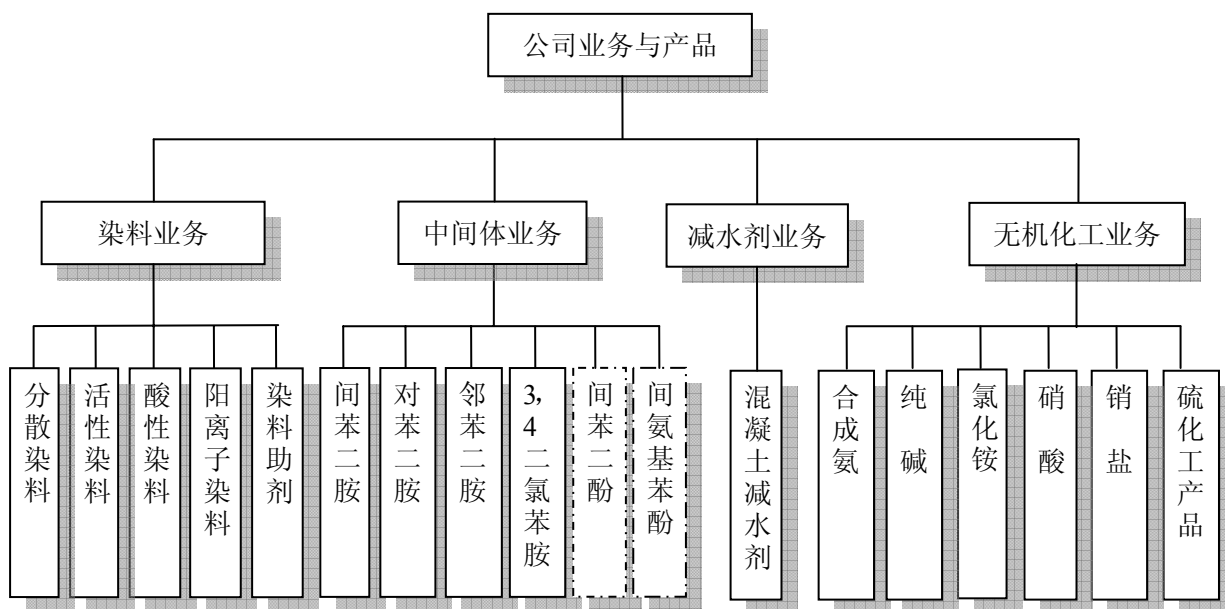 公司业务与产品
染料业务
中间体业务
减水剂业务
无机化工业务
分散染料
活性染料
酸性染料
阳离子染料
染料助剂
间苯二胺
对苯二胺
邻苯二胺
3,4二氯苯胺
间苯二酚
间氨基苯酚
混凝土减水剂
合成氨
纯碱
氯化铵
硝酸
销盐
硫化工产品